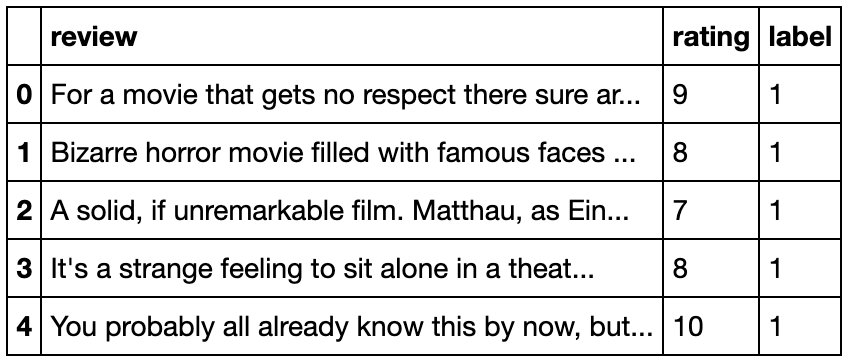 review rating label
0 For a movie that gets no respect there sure ar... 9 1
1 Bizarre horror movie filled with famous faces ... 8 1
2 A solid, if unremarkable film. Matthau, as Ein... 7 1
3 It's a strange feeling to sit alone in a theat... 8 1
4 You probably all already know this by now, but... 10 1